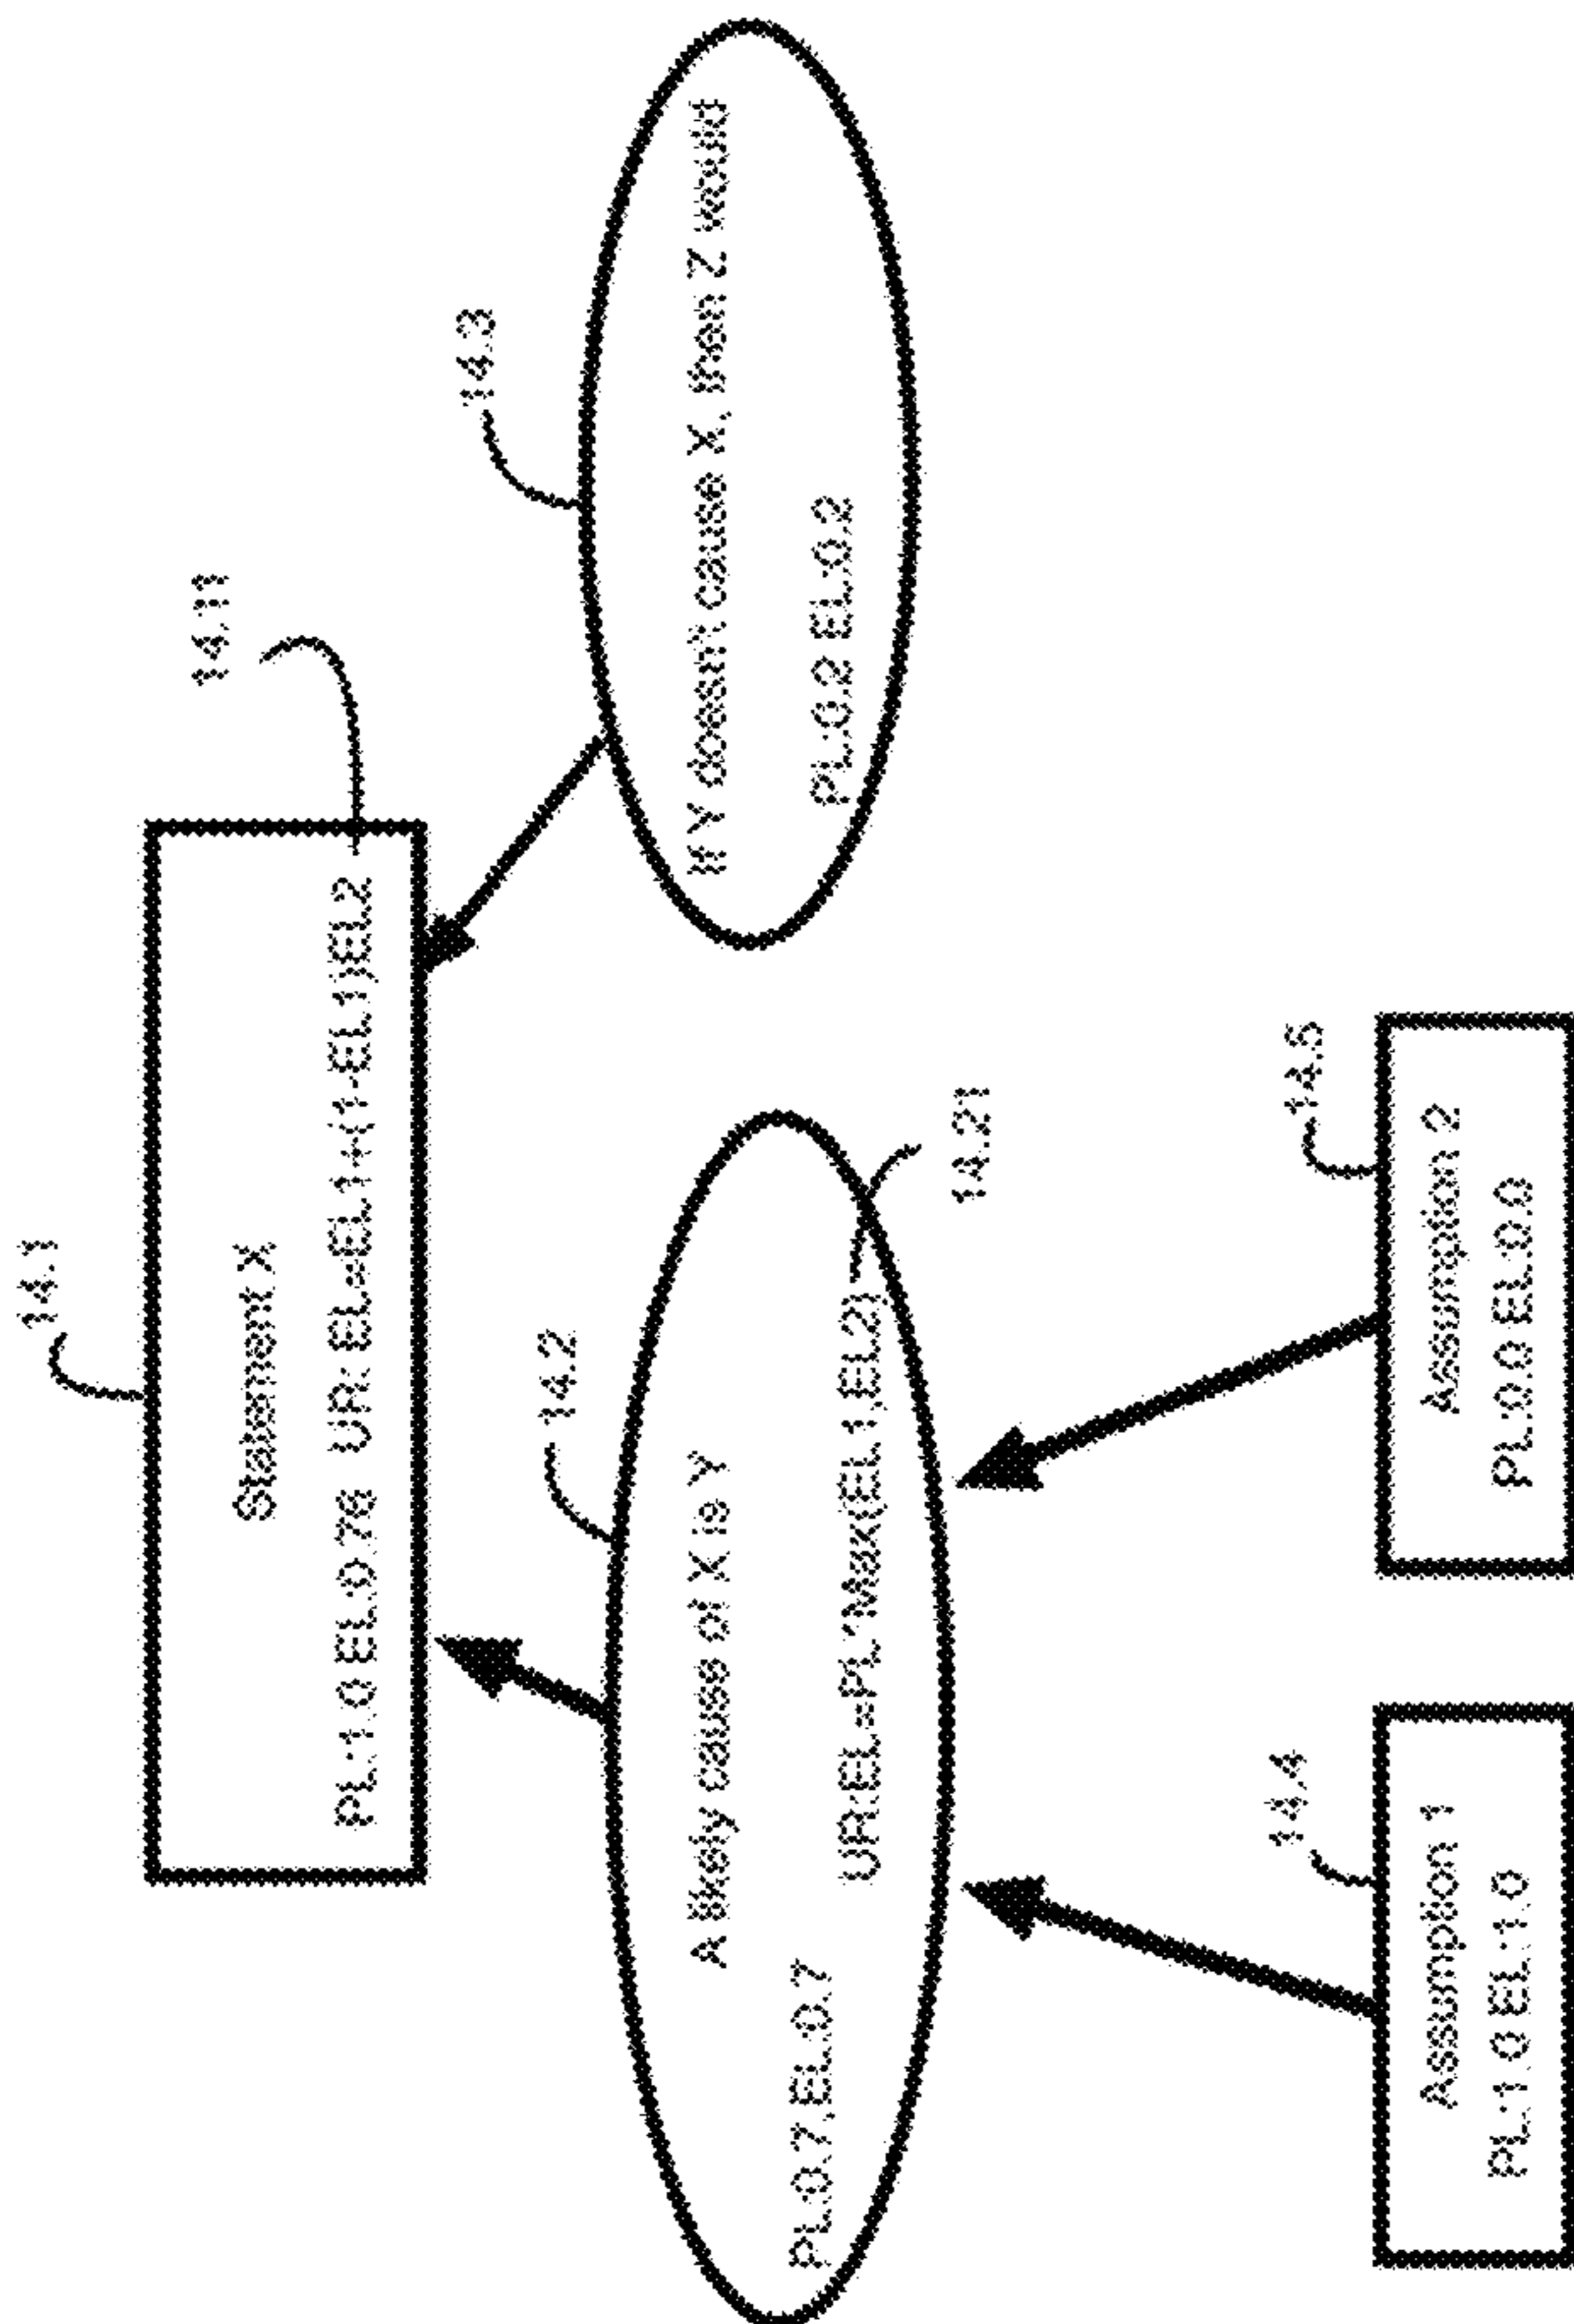 14.1
Statement X
PL:1.0 EL:0.76 UR: EL=EL1+(1-EL1)EL2
14.11
14.2
A likely cause of X is Y
PL:0.7,EL:0.7
UR:EL=PL*Max(EL1,EL2)
14.21
14.3
If Y doesn't cause X, then Z would
PL:0.2 EL:0.2
14.4
Assumption 1
PL:1.0 EL:1.0
14.5
Assumption 2
PL:0.0 EL:0.0